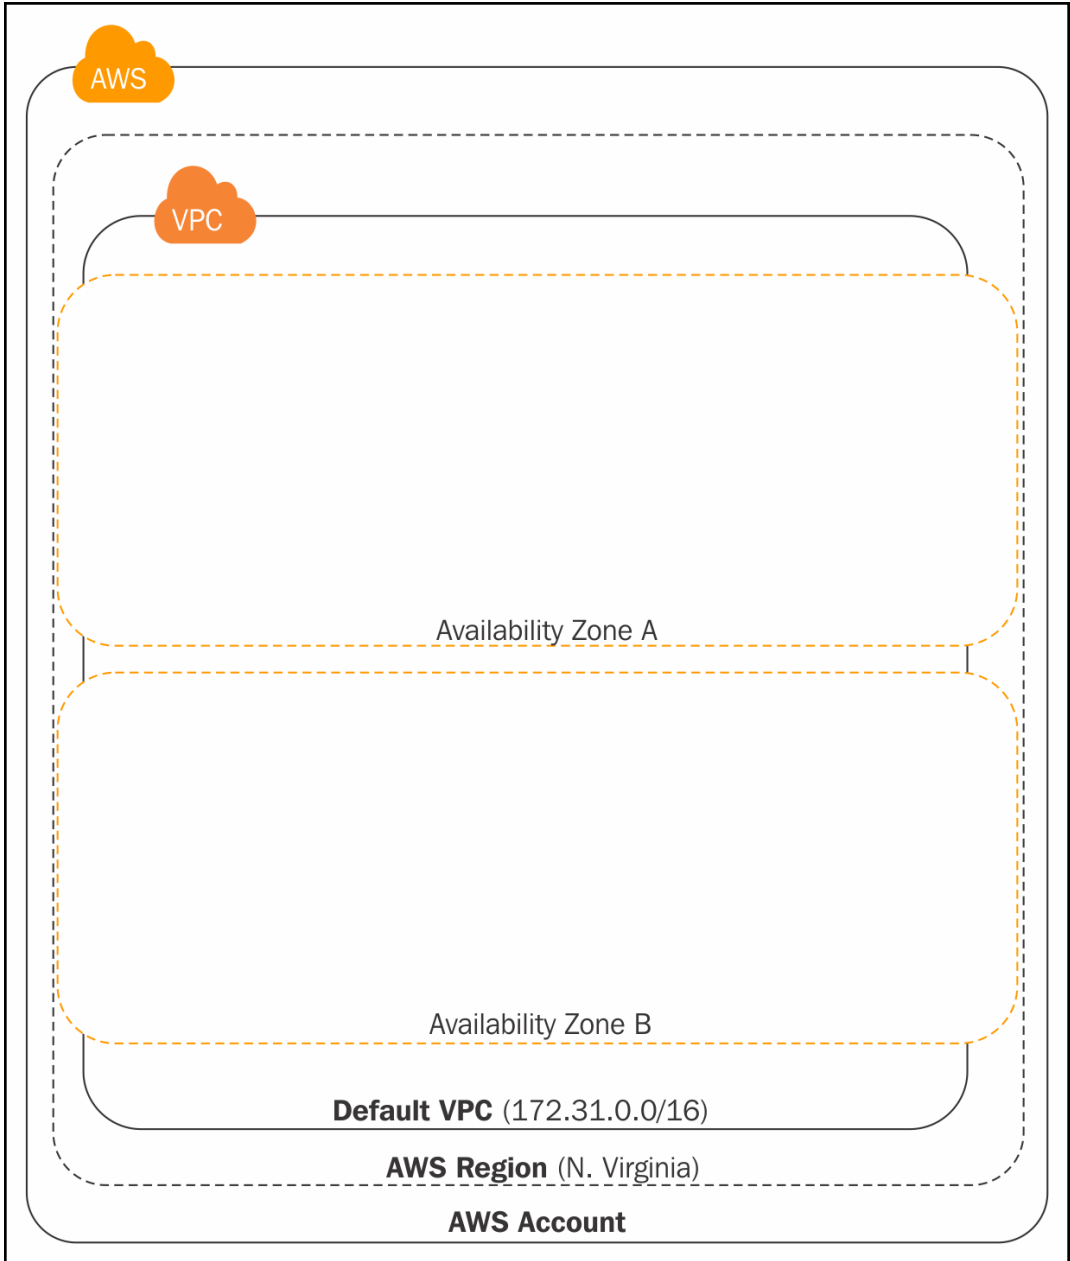 AWS
VPC
Availability Zone A
Availability Zone B
Default VPC (172.31.0.0/16)
AWS Region (N. Virginia)
AWS Account